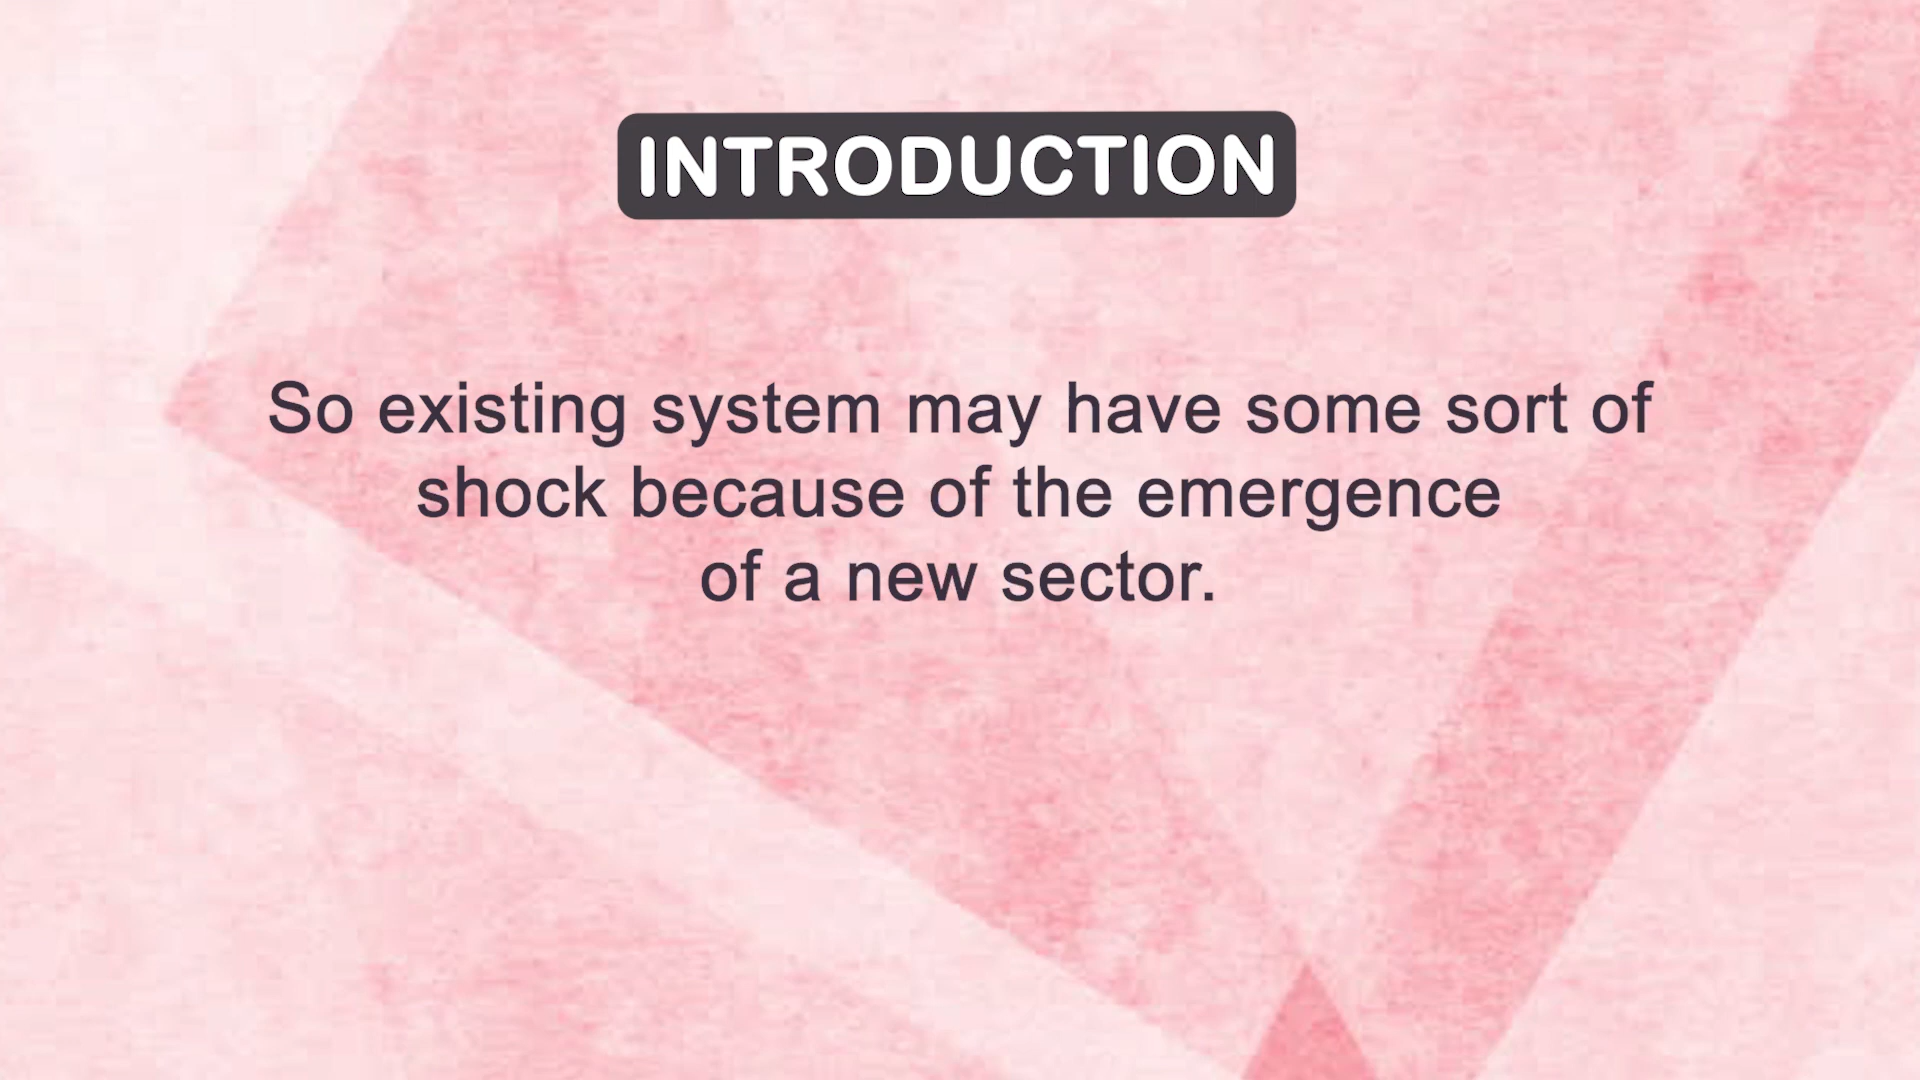 INTRODUCTION
So existing system may have some sort of
shock because of the emergence
of a new sector.